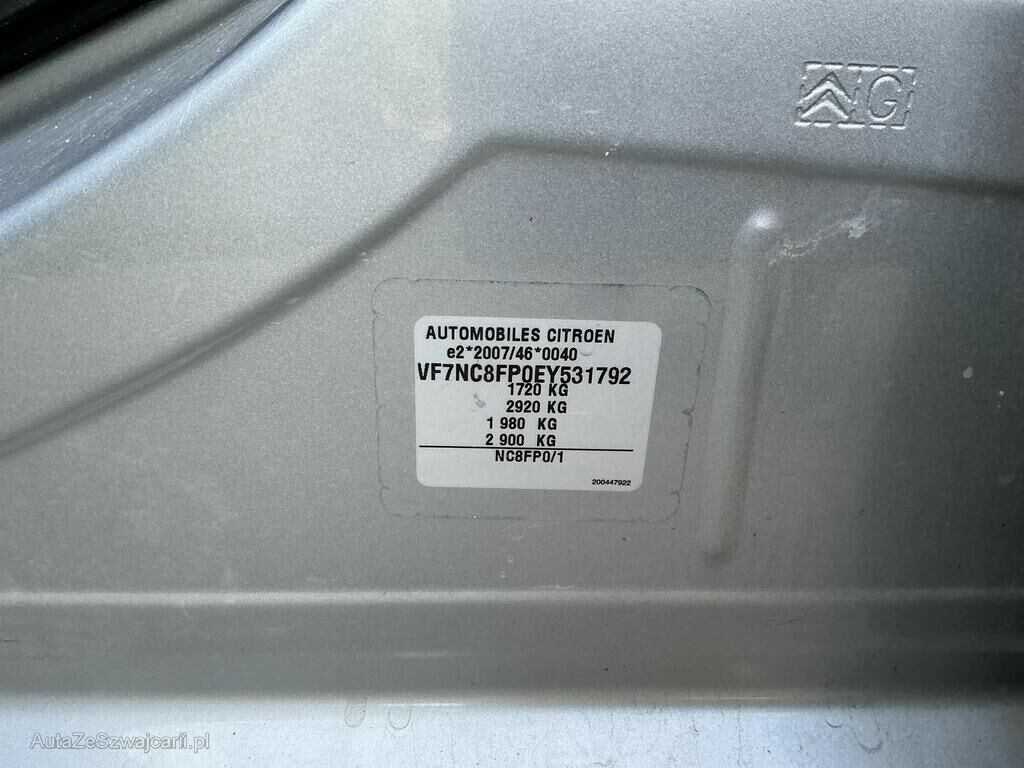 G
AUTOMOBILES CITROEN
e2*2007/46*0040
VF7NC8FP0EY531792
1720 KG
2920 KG
1 980 KG
2 900 KG
NC8FP0/1
200447922
AutaZeSzwajcarii.pl